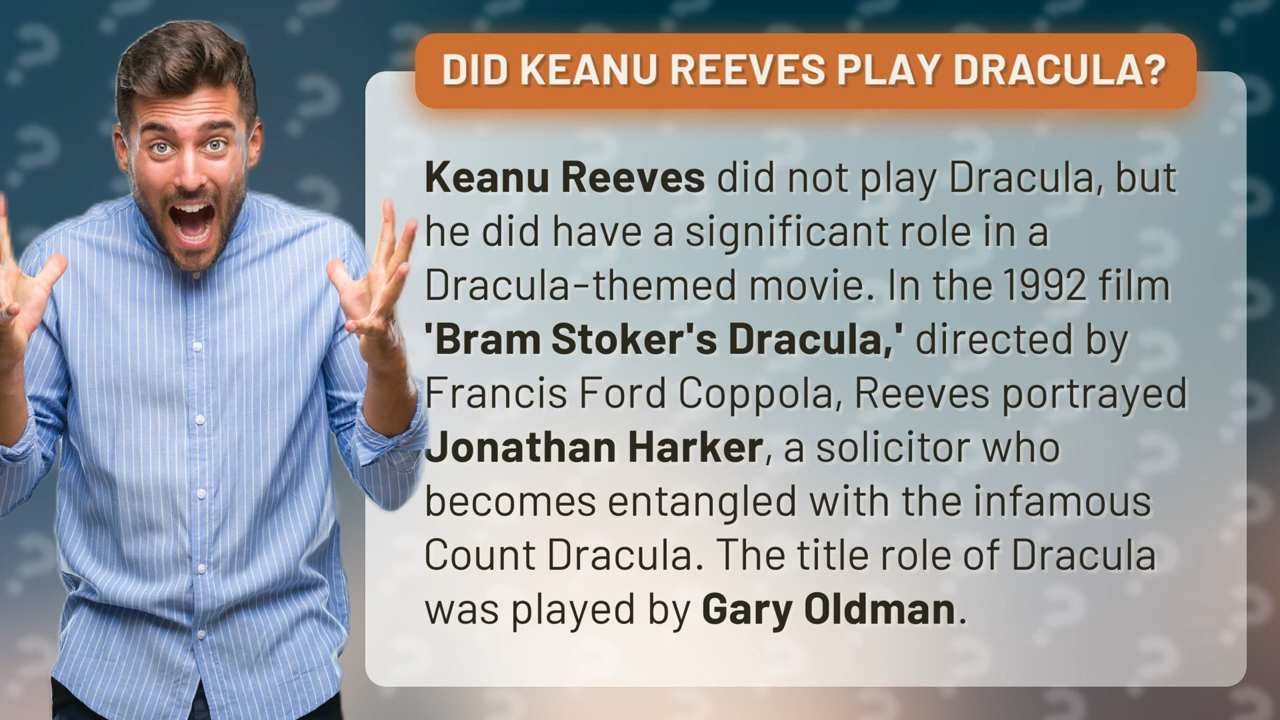 DID KEANU REEVES PLAY DRACULA?
Keanu Reeves did not play Dracula, but
he did have a significant role in a
Dracula-themed movie. In the 1992 film
'Bram Stoker's Dracula,' directed by
Francis Ford Coppola, Reeves portrayed
Jonathan Harker, a solicitor who
becomes entangled with the infamous
Count Dracula. The title role of Dracula
was played by Gary Oldman.